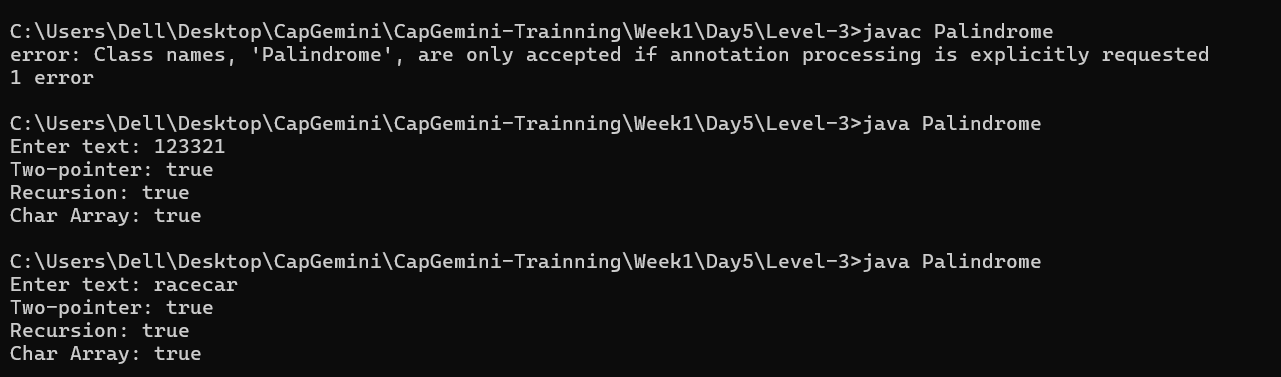 C:\Users\Dell\Desktop\CapGemini\CapGemini-Trainning\Week1\Day5\Level-3>javac Palindrome
error: Class names, 'Palindrome', are only accepted if annotation processing is explicitly requested
1 error
C:\Users\Dell\Desktop\CapGemini\CapGemini-Trainning\Week1\Day5\Level-3>java Palindrome
Enter text: 123321
Two-pointer: true
Recursion: true
Char Array: true
C:\Users\Dell\Desktop\CapGemini\CapGemini-Trainning\Week1\Day5\Level-3>java Palindrome
Enter text: racecar
Two-pointer: true
Recursion: true
Char Array: true